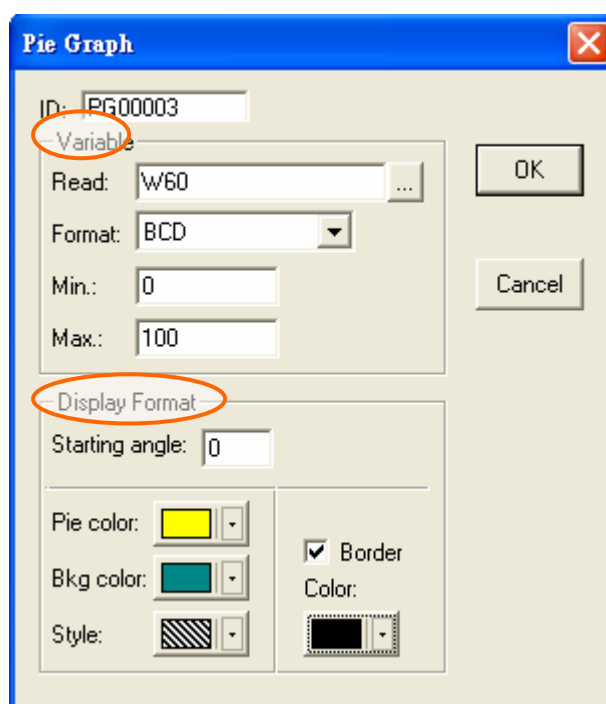 Pie Graph
ID: PG00003
Variable
Read: W60 ...
OK
Format: BCD
Min.: 0
Cancel
Max.: 100
Display Format
Starting angle: 0
Pie color:
Border
Bkg color:
Color:
Style: